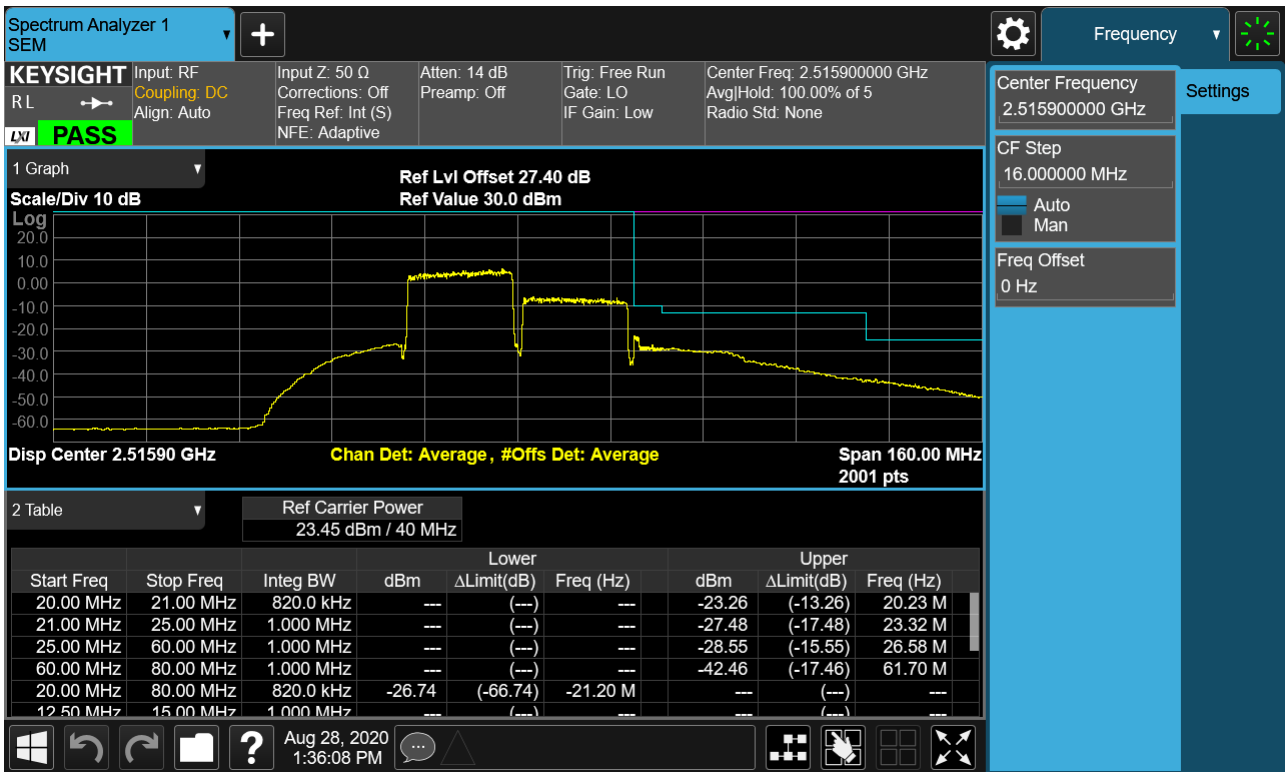 Spectrum Analyzer 1
SEM
+
Frequency
KEYSIGHT
R L
LXI PASS
Input: RF
Coupling: DC
Align: Auto
Input Z: 50 Ω
Corrections: Off
Freq Ref: Int (S)
NFE: Adaptive
Atten: 14 dB
Preamp: Off
Trig: Free Run
Gate: LO
IF Gain: Low
Center Freq: 2.515900000 GHz
Avg|Hold: 100.00% of 5
Radio Std: None
Center Frequency
2.515900000 GHz
Settings
CF Step
16.000000 MHz
Auto
Man
Freq Offset
0 Hz
1 Graph
Scale/Div 10 dB
Ref Lvl Offset 27.40 dB
Ref Value 30.0 dBm
Log
20.0
10.0
0.00
-10.0
-20.0
-30.0
-40.0
-50.0
-60.0
Disp Center 2.51590 GHz
Chan Det: Average, #Offs Det: Average
Span 160.00 MHz
2001 pts
2 Table
Ref Carrier Power
23.45 dBm / 40 MHz
Lower Upper
Start Freq Stop Freq Integ BW dBm ΔLimit(dB) Freq (Hz) dBm ΔLimit(dB) Freq (Hz)
20.00 MHz 21.00 MHz 820.0 kHz --- (---) --- -23.26 (-13.26) 20.23 M
21.00 MHz 25.00 MHz 1.000 MHz --- (---) --- -27.48 (-17.48) 23.32 M
25.00 MHz 60.00 MHz 1.000 MHz --- (---) --- -28.55 (-15.55) 26.58 M
60.00 MHz 80.00 MHz 1.000 MHz --- (---) --- -42.46 (-17.46) 61.70 M
20.00 MHz 80.00 MHz 820.0 kHz -26.74 (-66.74) -21.20 M --- (---) ---
12.50 MHz 15.00 MHz 1.000 MHz --- (---) --- --- (---) ---
?
Aug 28, 2020
1:36:08 PM